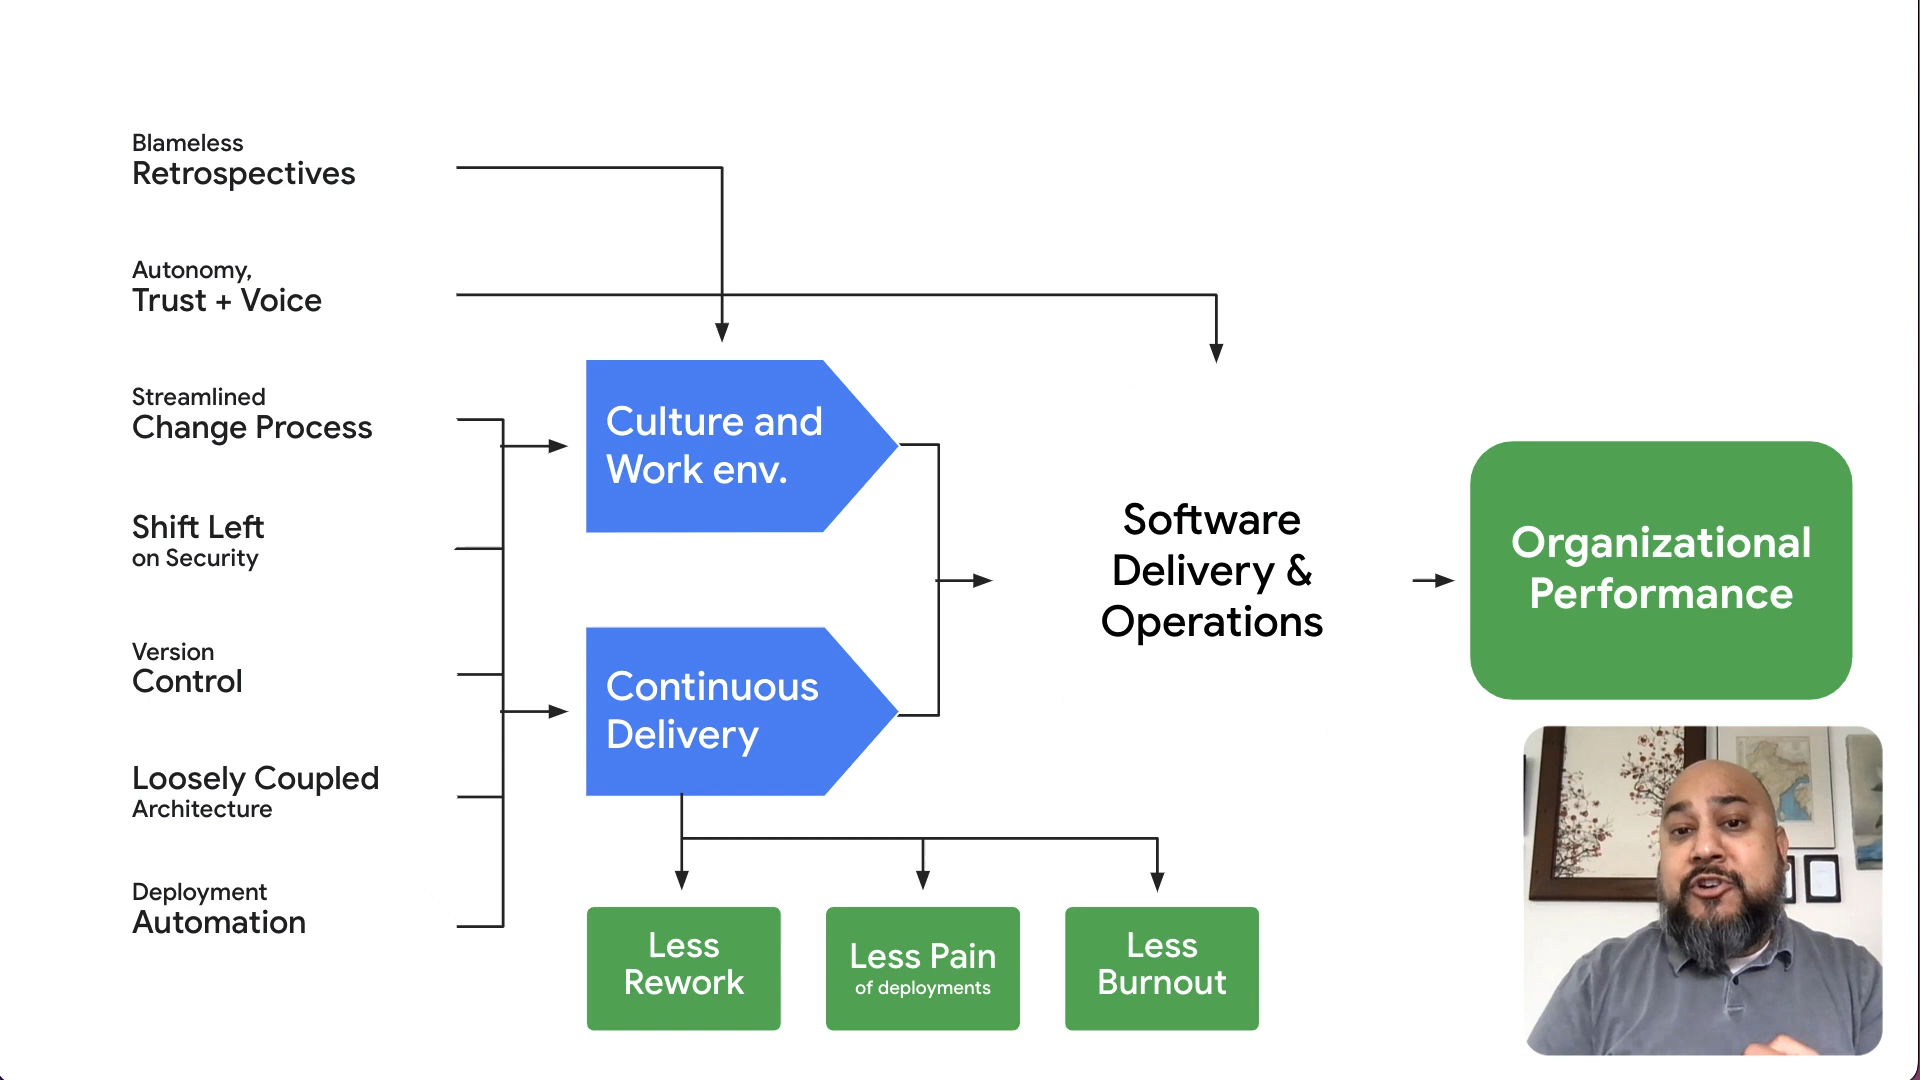 Blameless
Retrospectives
Autonomy,
Trust + Voice
Streamlined
Change Process
Shift Left
on Security
Version
Control
Loosely Coupled
Architecture
Deployment
Automation
Culture and
Work env.
Continuous
Delivery
Less
Rework
Less Pain
of deployments
Less
Burnout
Software
Delivery &
Operations
Organizational
Performance